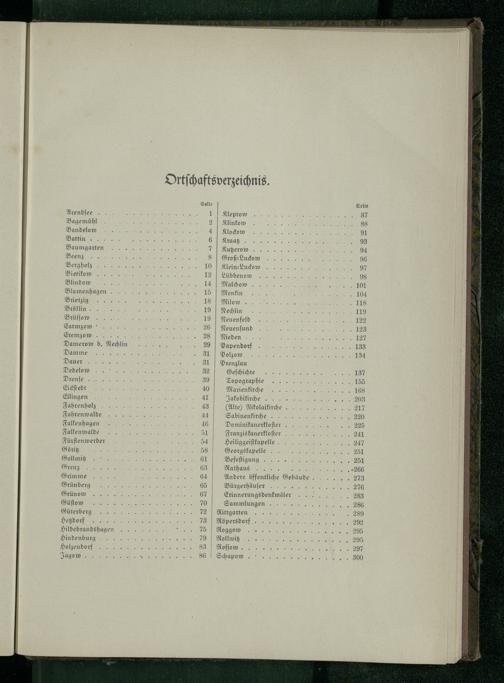 Ortschaftsverzeichnis.
Seite
Arendsee 1
Bagemühl 2
Bandelow 4
Battin 6
Baumgarten 7
Beenz 8
Bergholz 10
Bietikow 12
Blindow 14
Blumenhagen 15
Brietzig 18
Bröllin 19
Brüssow 19
Carmzow 26
Cremzow 28
Damerow b. Nechlin 29
Damme 31
Dauer 31
Dedelow 32
Drense 39
Eickstedt 40
Ellingen 41
Fahrenholz 43
Fahrenwalde 44
Falkenhagen 46
Falkenwalde 51
Fürstenwerder 54
Göritz 58
Gollmitz 61
Grenz 63
Grimme 64
Grünberg 65
Grünow 67
Güstow 70
Güterberg 72
Hetzdorf 73
Hildebrandshagen 75
Hindenburg 79
Holzendorf 83
Jagow 86
Seite
Kleptow 87
Klinkow 88
Klockow 91
Kraatz 93
Kutzerow 94
Groß-Luckow 96
Klein-Luckow 97
Lübbenow 98
Malchow 101
Menkin 104
Milow 118
Nechlin 119
Neuenfeld 122
Neuensund 123
Nieden 127
Papendorf 133
Polzow 134
Prenzlau
Geschichte 137
Topographie 155
Marienkirche 168
Jakobikirche 203
(Alte) Nikolaikirche 217
Sabinenkirche 220
Dominikanerkloster 225
Franziskanerkloster 241
Heiliggeistkapelle 247
Georgskapelle 251
Befestigung 251
Rathaus 266
Andere öffentliche Gebäude 273
Bürgerhäuser 276
Erinnerungsdenkmäler 283
Sammlungen 286
Rittgarten 289
Röpersdorf 292
Roggow 295
Rollwitz 295
Rossow 297
Schapow 300